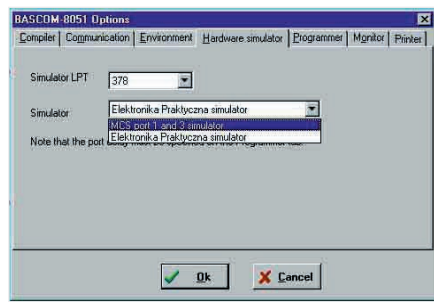 BASCOM-8051 Options
Compiler Communication Environment Hardware simulator Programmer Monitor Printer
Simulator LPT 378
Simulator Elektronika Praktyczna simulator
MCS port 1 and 3 simulator
Elektronika Praktyczna simulator
Note that the port delay must be specified on the Programmer tab.
Ok Cancel